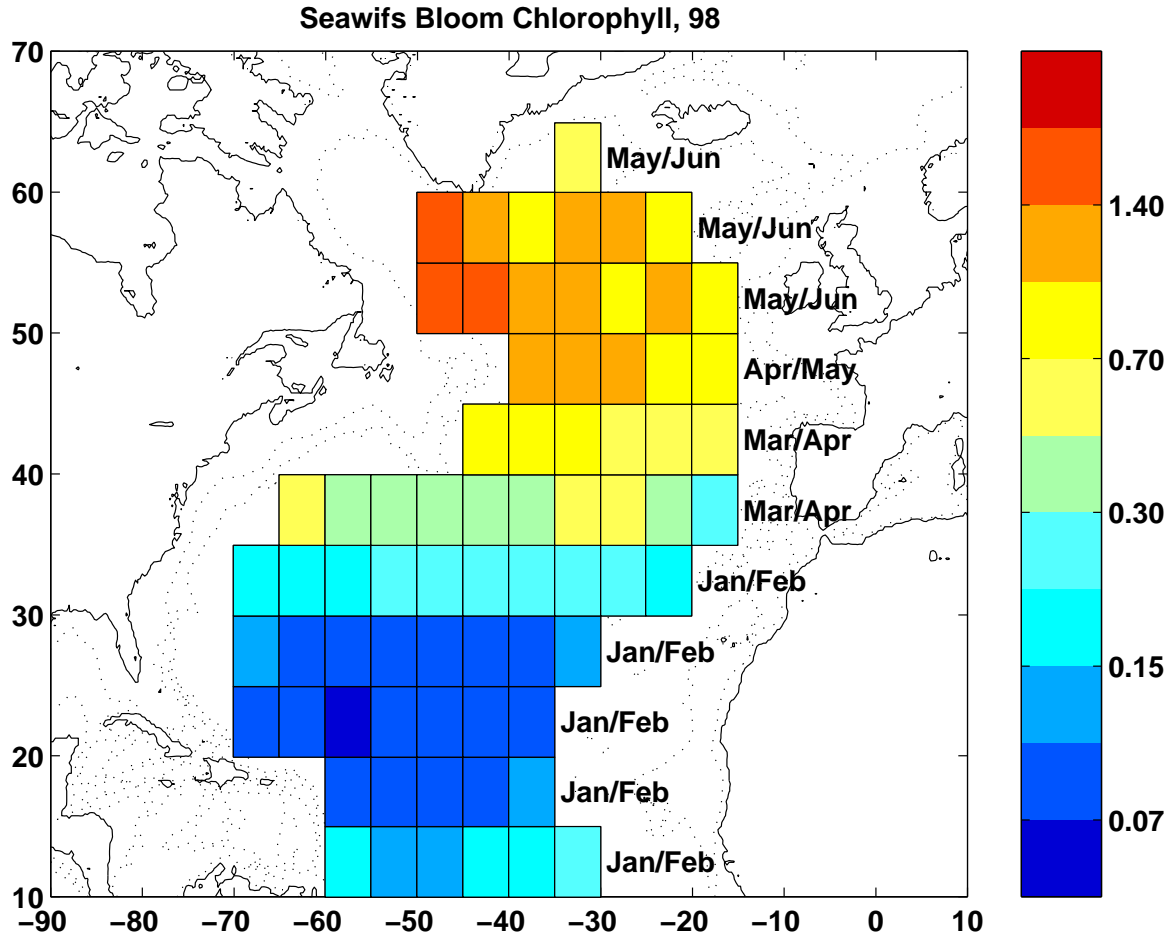 Seawifs Bloom Chlorophyll, 98
70
60
50
40
30
20
10
May/Jun
May/Jun
May/Jun
Apr/May
Mar/Apr
Mar/Apr
Jan/Feb
Jan/Feb
Jan/Feb
Jan/Feb
Jan/Feb
−90 −80 −70 −60 −50 −40 −30 −20 −10 0 10
1.40
0.70
0.30
0.15
0.07